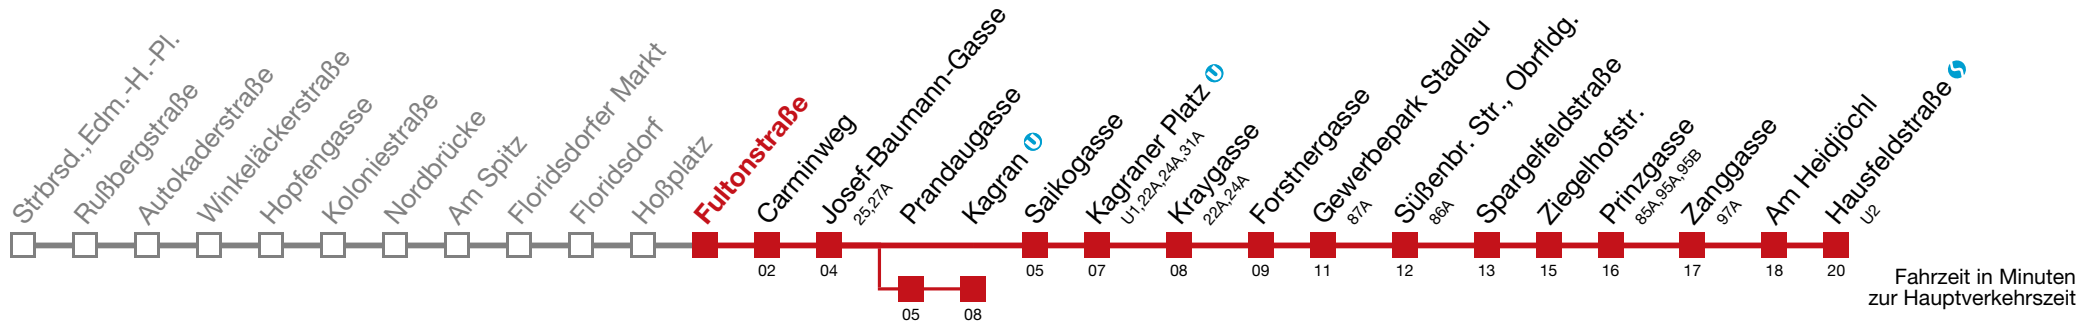 Strbrsd., Edm.-H.-Pl.
Rußbergstraße
Autokaderstraße
Winkeläckerstraße
Hopfengasse
Koloniestraße
Nordbrücke
Am Spitz
Floridsdorfer Markt
Floridsdorf
Hoßplatz
Fultonstraße
Carminweg
02
Josef-Baumann-Gasse
25,27A
04
Prandaugasse
05
Kagran U
08
Saikogasse
05
Kagraner Platz U
U1,22A,24A,31A
07
Kraygasse
22A,24A
08
Forstnergasse
09
Gewerbepark Stadlau
87A
11
Süßenbr. Str., Obrfldg.
86A
12
Spargelfeldstraße
13
Ziegelhofstr.
15
Prinzgasse
85A,95A,95B
16
Zanggasse
97A
17
Am Heidjöchl
18
Hausfeldstraße S
U2
20
Fahrzeit in Minuten
zur Hauptverkehrszeit